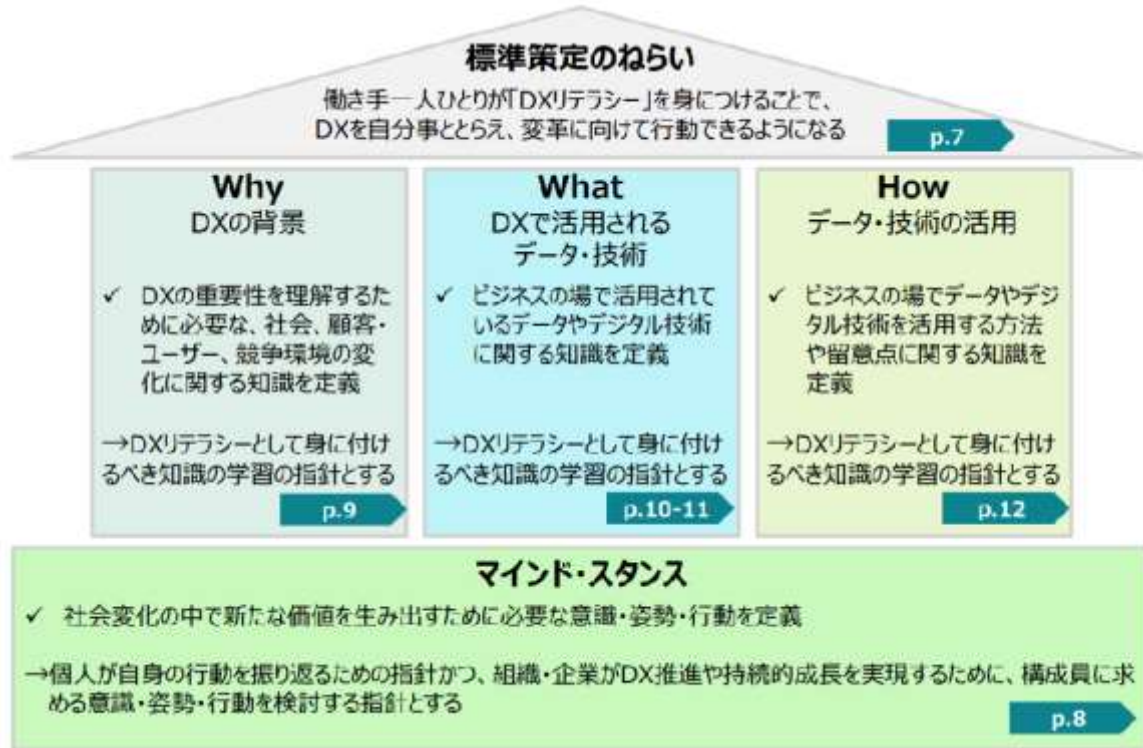 標準策定のねらい
働き手一人ひとりが「DXリテラシー」を身につけることで、
DXを自分事ととらえ、変革に向けて行動できるようになる
p.7
Why
DXの背景
✓ DXの重要性を理解するた
めに必要な、社会、顧客・
ユーザー、競争環境の変
化に関する知識を定義
→DXリテラシーとして身に付け
るべき知識の学習の指針とする
p.9
What
DXで活用される
データ・技術
✓ ビジネスの場で活用されて
いるデータやデジタル技術
に関する知識を定義
→DXリテラシーとして身に付け
るべき知識の学習の指針とする
p.10-11
How
データ・技術の活用
✓ ビジネスの場でデータやデジ
タル技術を活用する方法
や留意点に関する知識を
定義
→DXリテラシーとして身に付け
るべき知識の学習の指針とする
p.12
マインド・スタンス
✓ 社会変化の中で新たな価値を生み出すために必要な意識・姿勢・行動を定義
→個人が自身の行動を振り返るための指針かつ、組織・企業がDX推進や持続的成長を実現するために、構成員に求
める意識・姿勢・行動を検討する指針とする
p.8